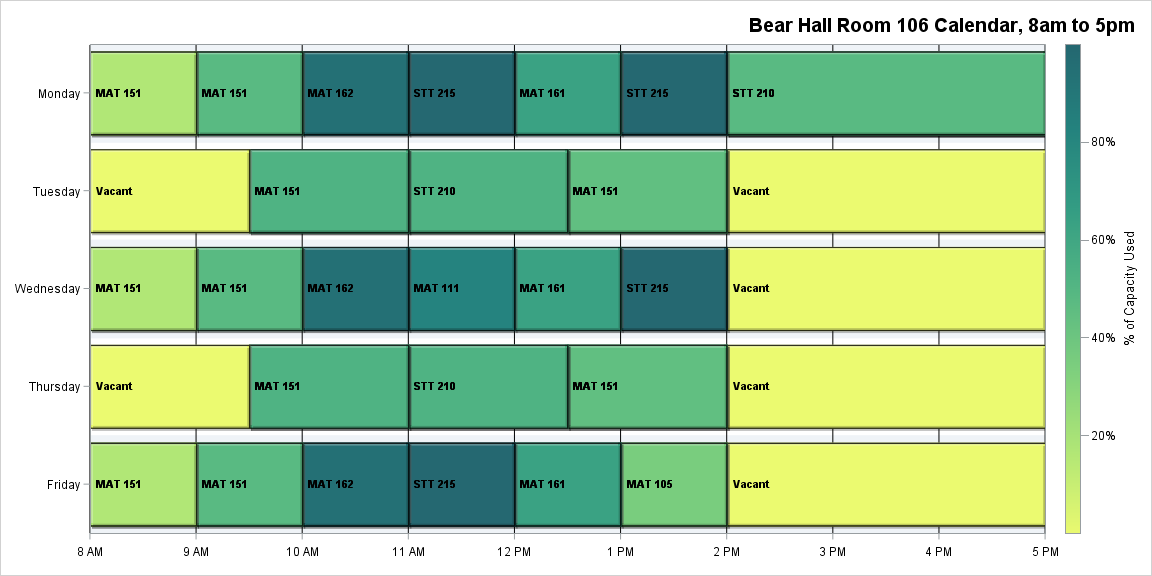 Bear Hall Room 106 Calendar, 8am to 5pm
Monday
MAT 151 MAT 151 MAT 162 STT 215 MAT 161 STT 215 STT 210
Tuesday
Vacant MAT 151 STT 210 MAT 151 Vacant
Wednesday
MAT 151 MAT 151 MAT 162 MAT 111 MAT 161 STT 215 Vacant
Thursday
Vacant MAT 151 STT 210 MAT 151 Vacant
Friday
MAT 151 MAT 151 MAT 162 STT 215 MAT 161 MAT 105 Vacant
8 AM 9 AM 10 AM 11 AM 12 PM 1 PM 2 PM 3 PM 4 PM 5 PM
80%
60%
40%
20%
% of Capacity Used